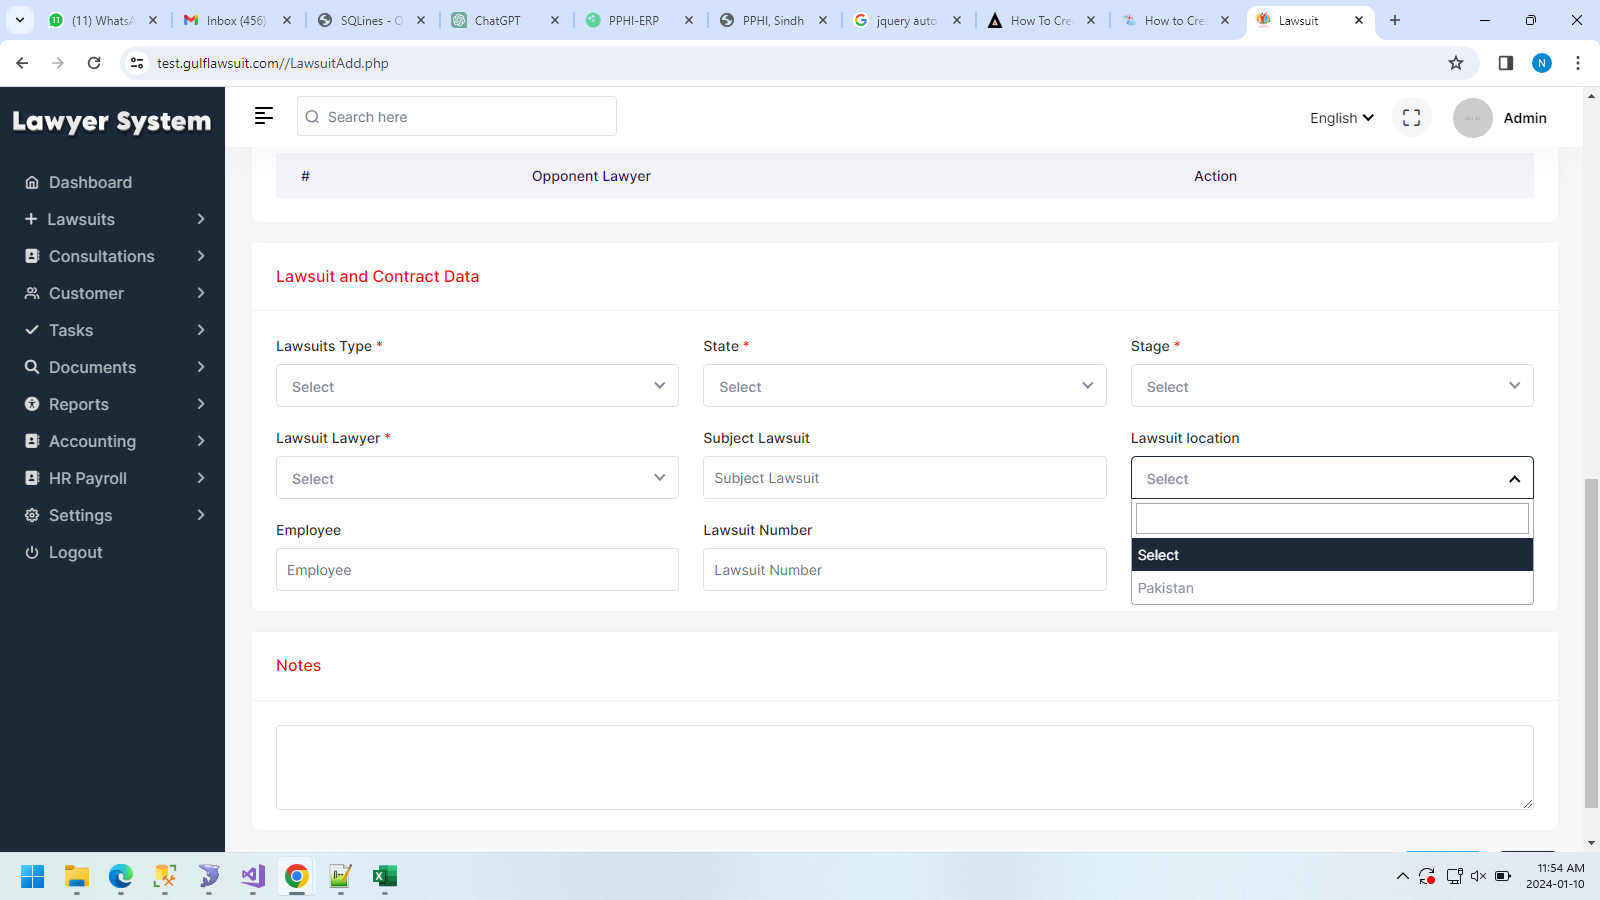 (11) WhatsA
Inbox (456)
SQLines - O
ChatGPT
PPHI-ERP
PPHI, Sindh
jquery auto
How To Cre
How to Crea
Lawsuit
test.gulflawsuit.com//LawsuitAdd.php
N
Lawyer System
Search here
English
Admin
Dashboard
Lawsuits
Consultations
Customer
Tasks
Documents
Reports
Accounting
HR Payroll
Settings
Logout
# Opponent Lawyer Action
Lawsuit and Contract Data
Lawsuits Type * State * Stage *
Select Select Select
Lawsuit Lawyer * Subject Lawsuit Lawsuit location
Select Subject Lawsuit Select
Employee Lawsuit Number
Employee Lawsuit Number
Select
Pakistan
Notes
11:54 AM
2024-01-10